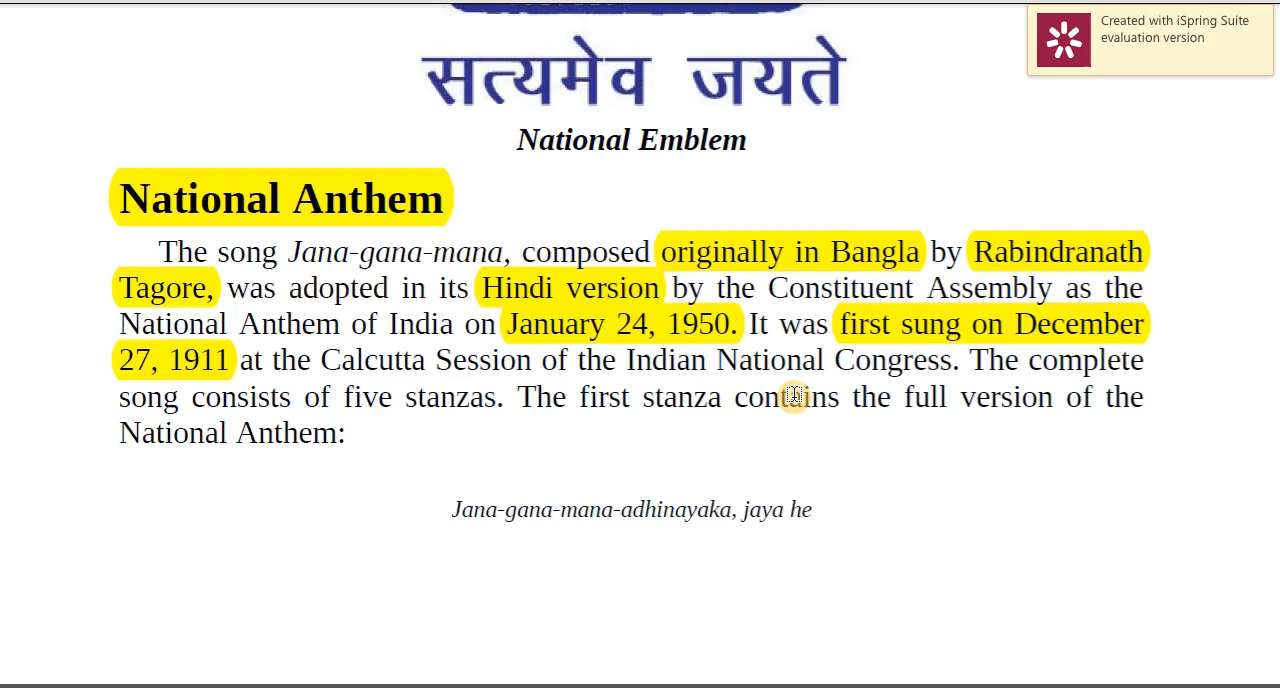 Created with iSpring Suite
evaluation version
सत्यमेव जयते
National Emblem
National Anthem
The song Jana-gana-mana, composed originally in Bangla by Rabindranath
Tagore, was adopted in its Hindi version by the Constituent Assembly as the
National Anthem of India on January 24, 1950. It was first sung on December
27, 1911 at the Calcutta Session of the Indian National Congress. The complete
song consists of five stanzas. The first stanza contains the full version of the
National Anthem:
Jana-gana-mana-adhinayaka, jaya he